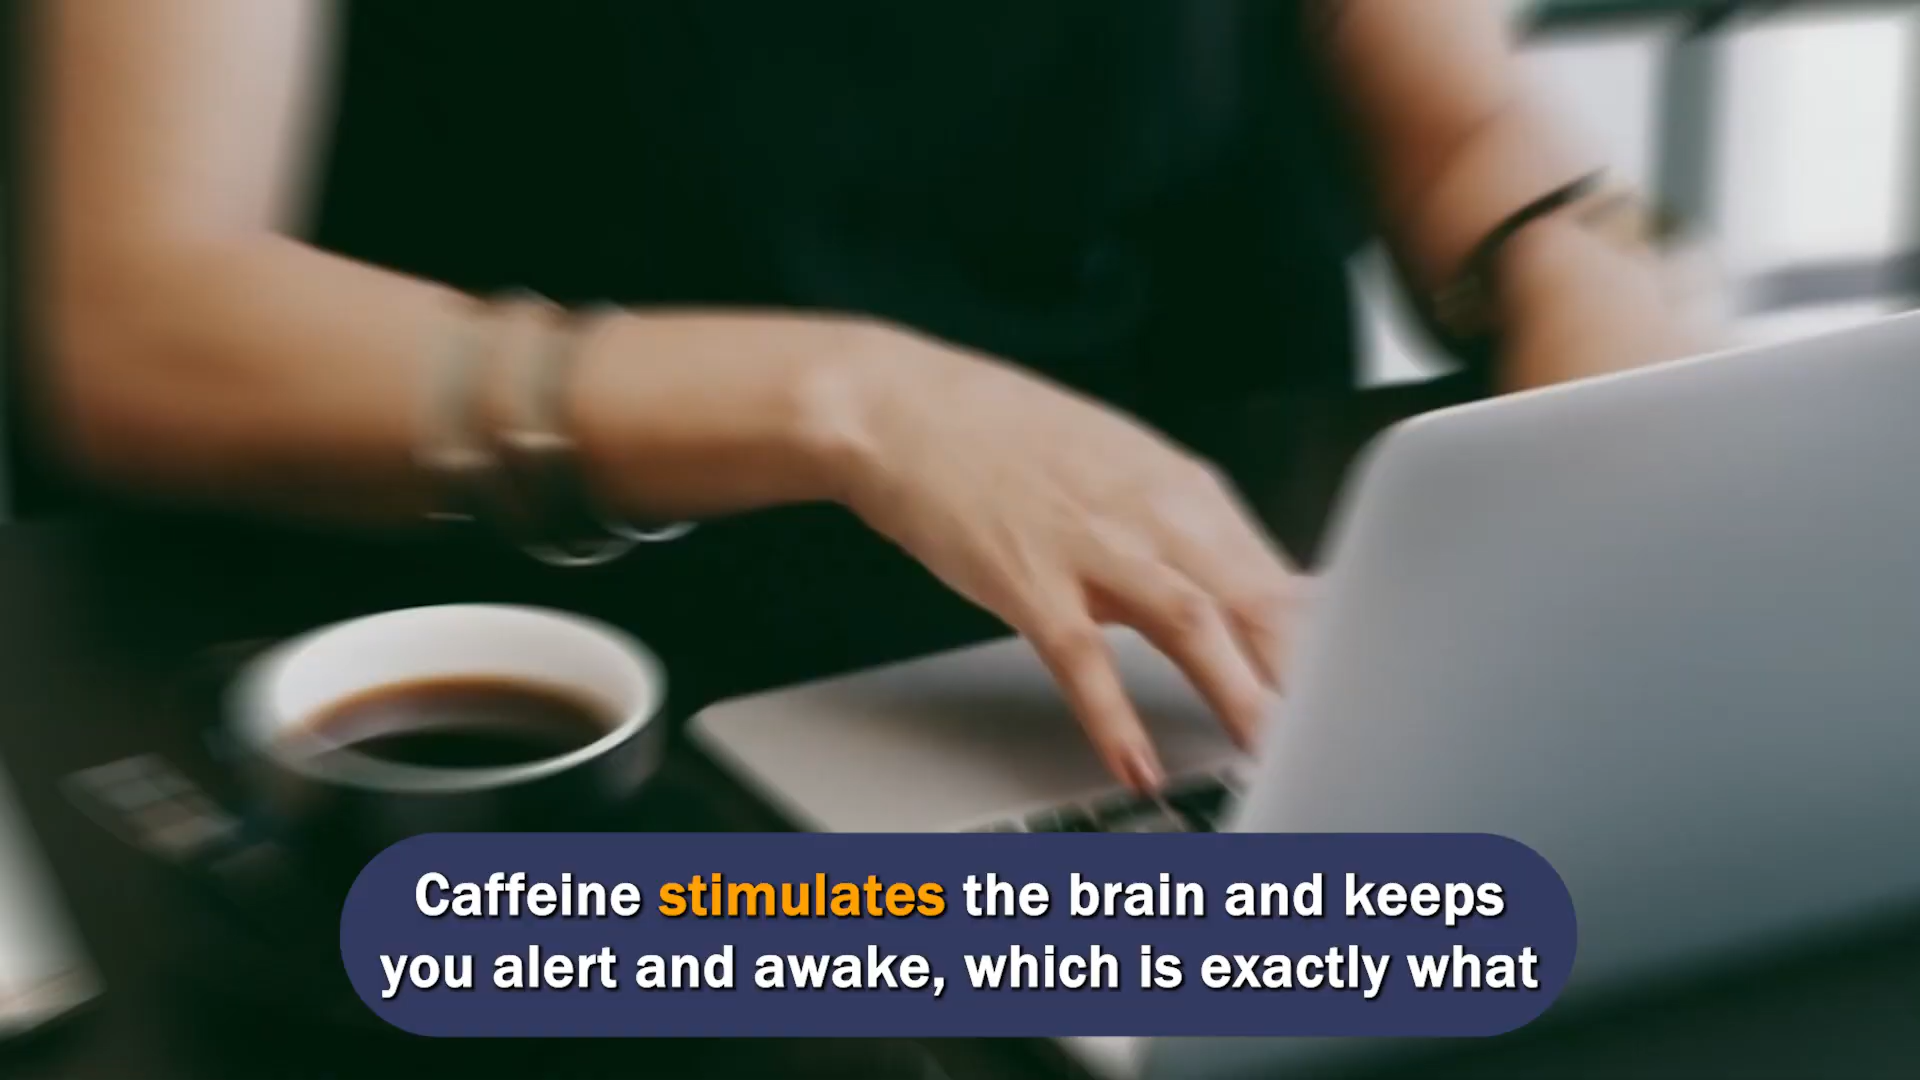 Caffeine stimulates the brain and keeps
you alert and awake, which is exactly what